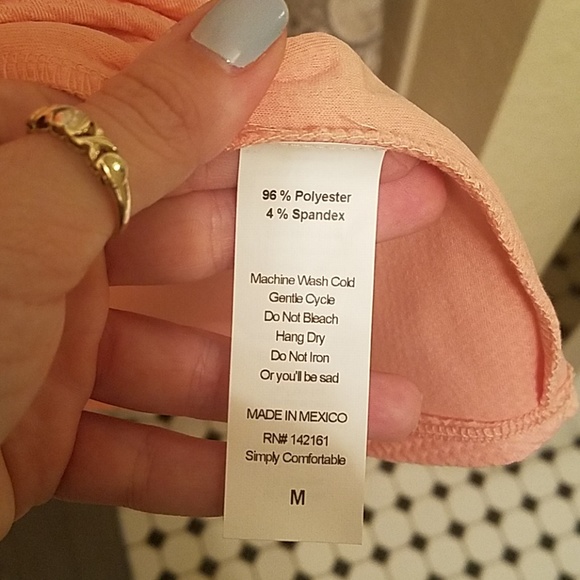 96 % Polyester
4 % Spandex
Machine Wash Cold
Gentle Cycle
Do Not Bleach
Hang Dry
Do Not Iron
Or you'll be sad
MADE IN MEXICO
RN# 142161
Simply Comfortable
M